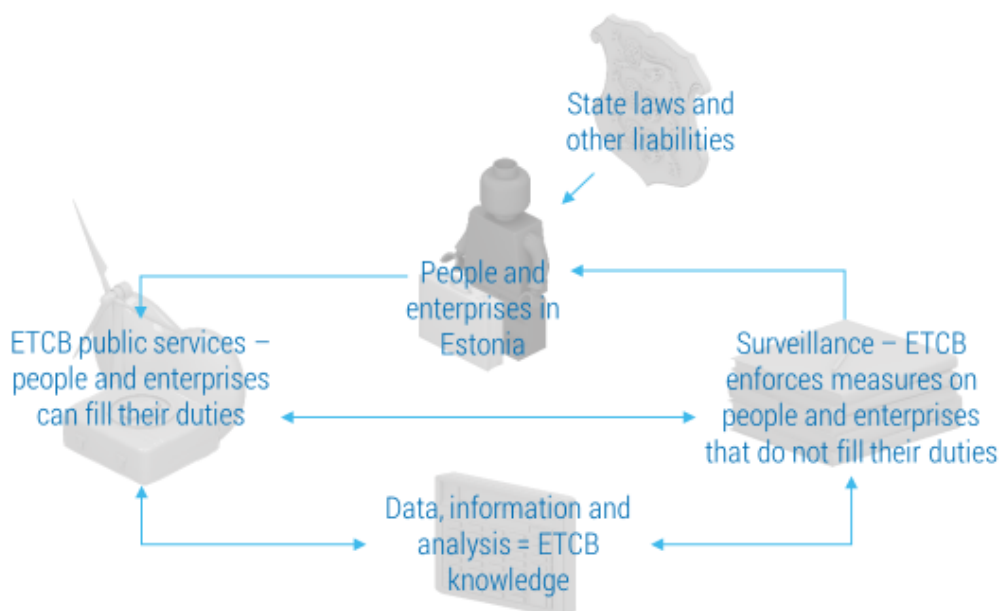 State laws and
other liabilities
People and
enterprises in
Estonia
ETCB public services –
people and enterprises
can fill their duties
Surveillance – ETCB
enforces measures on
people and enterprises
that do not fill their duties
Data, information and
analysis = ETCB
knowledge